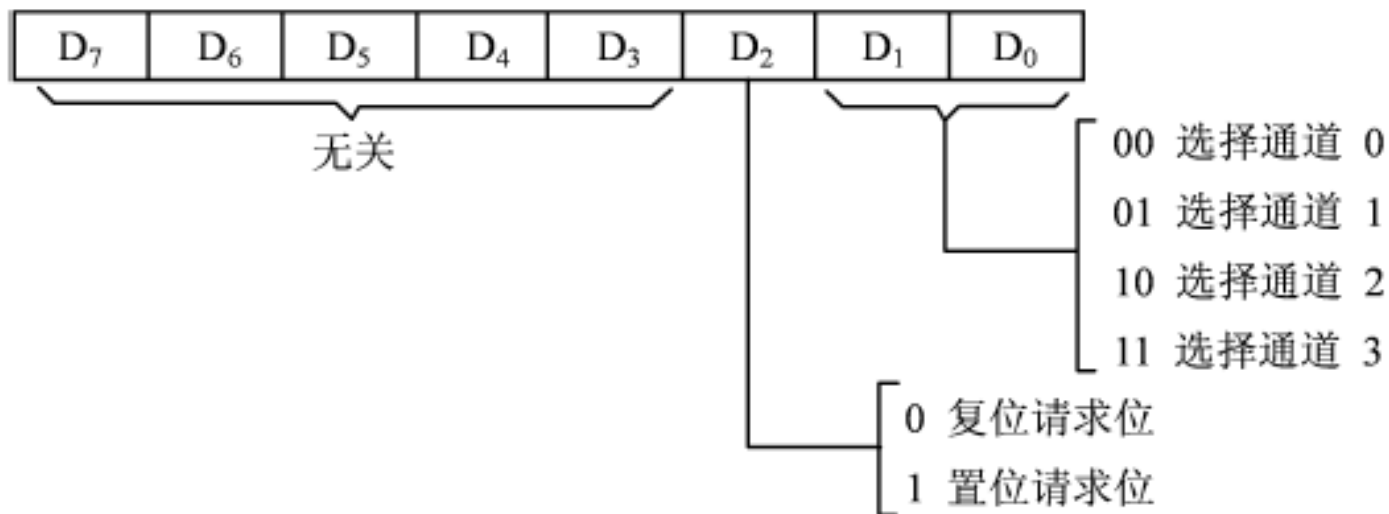 D₇ D₆ D₅ D₄ D₃ D₂ D₁ D₀
无关
00 选择通道 0
01 选择通道 1
10 选择通道 2
11 选择通道 3
0 复位请求位
1 置位请求位